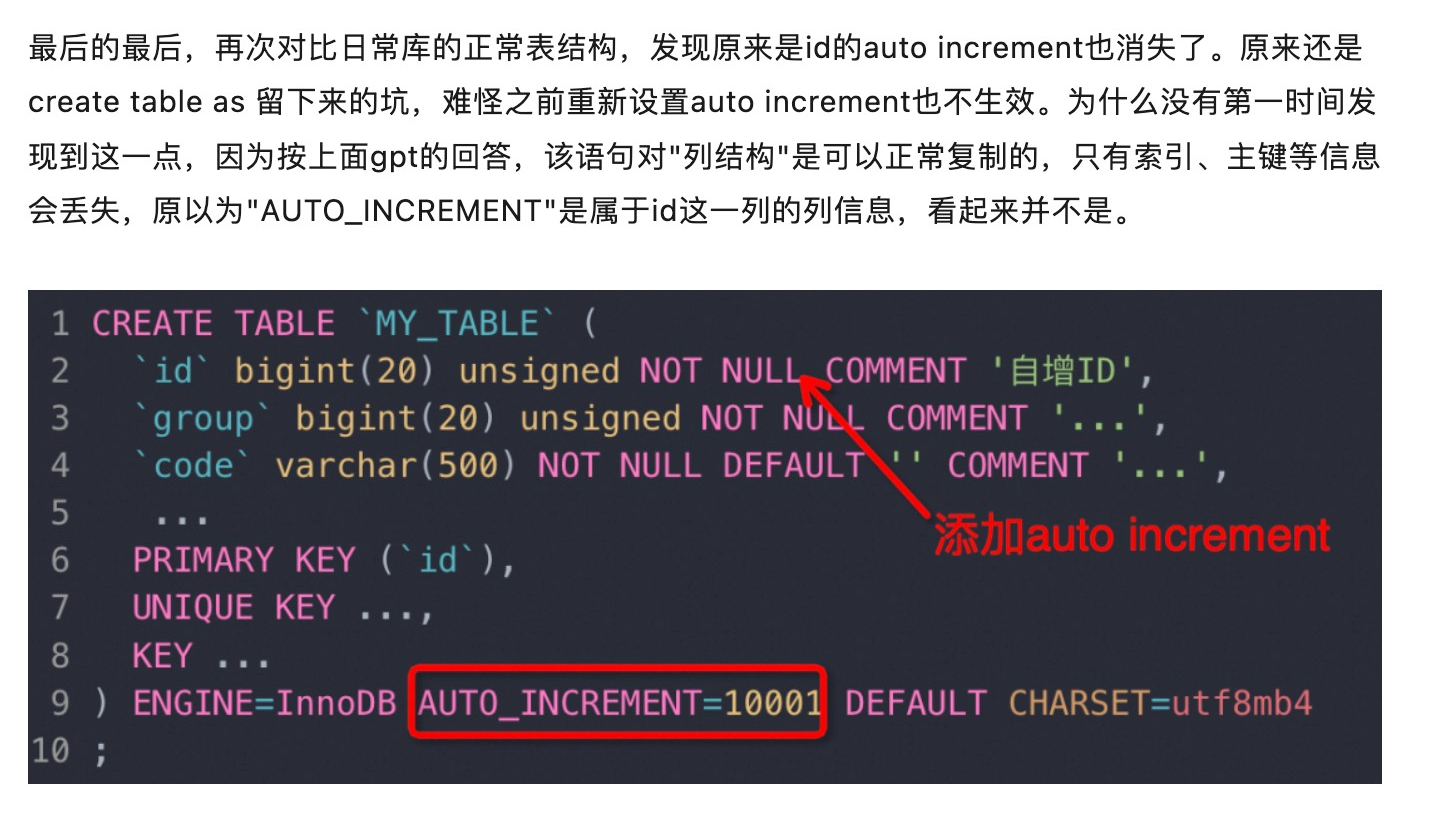 最后的最后，再次对比日常库的正常表结构，发现原来是id的auto increment也消失了。原来还是
create table as 留下来的坑，难怪之前重新设置auto increment也不生效。为什么没有第一时间发
现到这一点，因为按上面gpt的回答，该语句对"列结构"是可以正常复制的，只有索引、主键等信息
会丢失，原以为"AUTO_INCREMENT"是属于id这一列的列信息，看起来并不是。
1 CREATE TABLE `MY_TABLE` (
2 `id` bigint(20) unsigned NOT NULL COMMENT '自增ID',
3 `group` bigint(20) unsigned NOT NULL COMMENT '...',
4 `code` varchar(500) NOT NULL DEFAULT '' COMMENT '...',
5 ...
添加auto increment
6 PRIMARY KEY (`id`),
7 UNIQUE KEY ...,
8 KEY ...
9 ) ENGINE=InnoDB AUTO_INCREMENT=10001 DEFAULT CHARSET=utf8mb4
10 ;